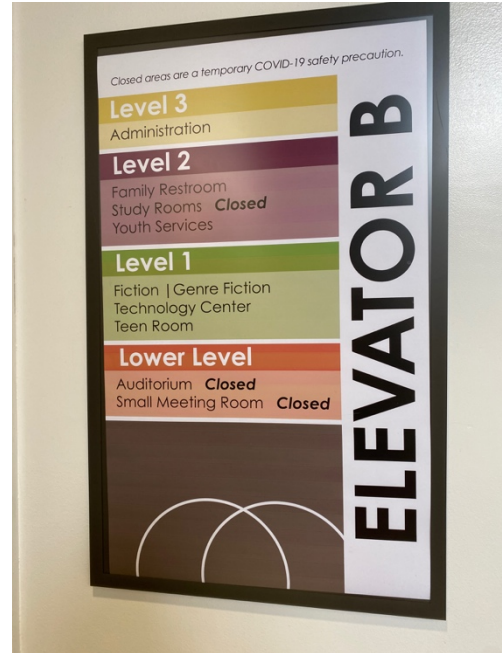 Closed areas are a temporary COVID-19 safety precaution.
Level 3
Administration
Level 2
Family Restroom
Study Rooms Closed
Youth Services
Level 1
Fiction | Genre Fiction
Technology Center
Teen Room
Lower Level
Auditorium Closed
Small Meeting Room Closed
ELEVATOR B